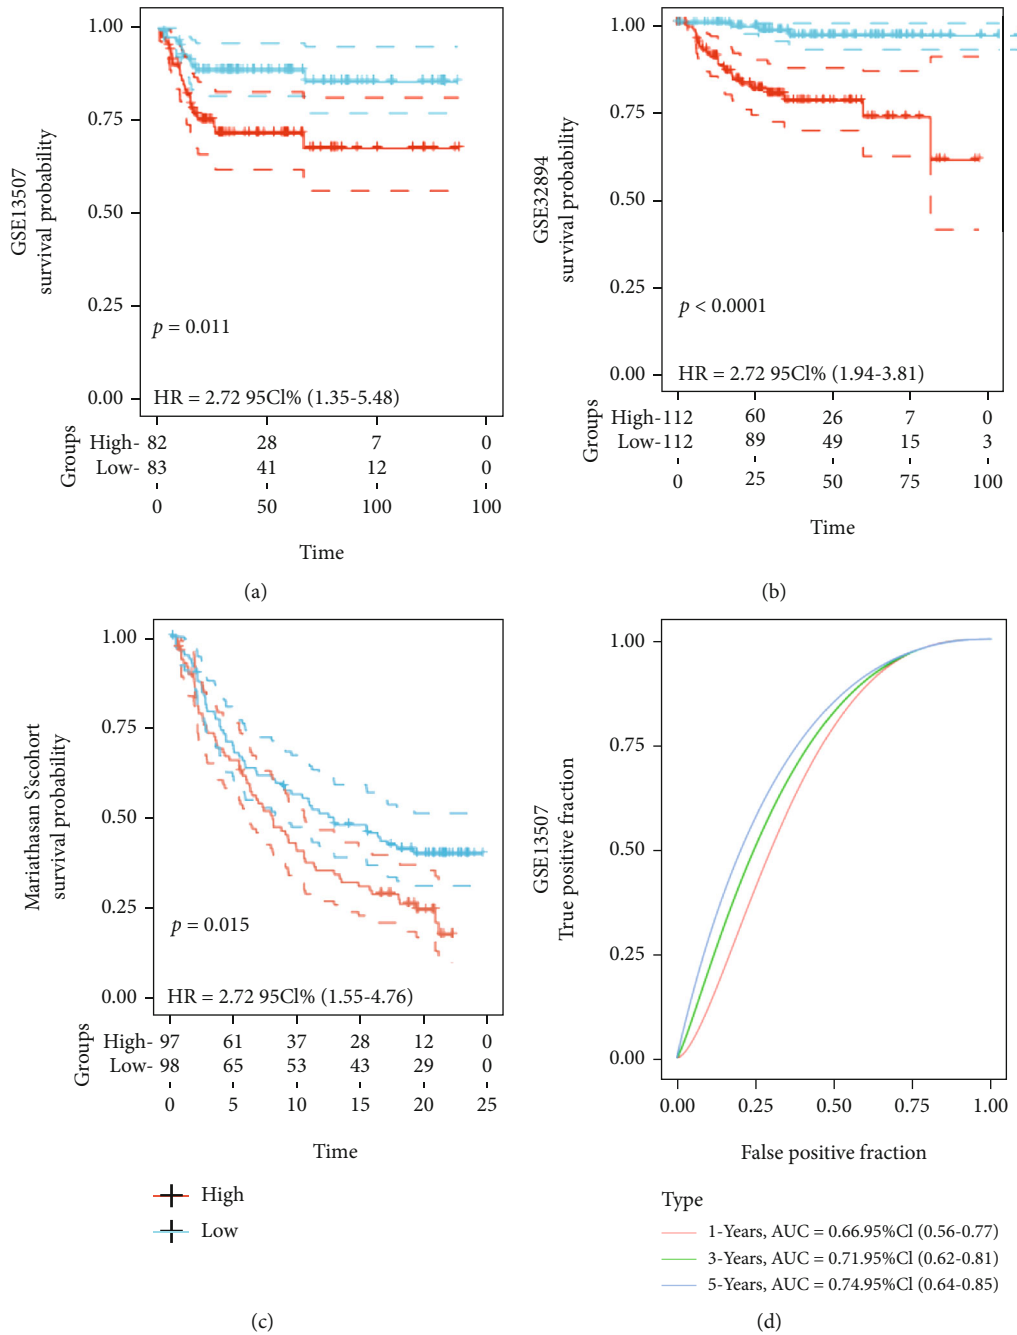 1.00
0.75
0.50
0.25
0.00
GSE13507
survival probability
p = 0.011
HR = 2.72 95Cl% (1.35-5.48)
Groups
High- 82 28 7 0
Low- 83 41 12 0
0 50 100 100
Time
(a)
1.00
0.75
0.50
0.25
0.00
GSE32894
survival probability
p < 0.0001
HR = 2.72 95Cl% (1.94-3.81)
Groups
High-112 60 26 7 0
Low-112 89 49 15 3
0 25 50 75 100
Time
(b)
1.00
0.75
0.50
0.25
0.00
Mariathasan S'scohort
survival probability
p = 0.015
HR = 2.72 95Cl% (1.55-4.76)
Groups
High- 97 61 37 28 12 0
Low- 98 65 53 43 29 0
0 5 10 15 20 25
Time
High
Low
(c)
1.00
0.75
0.50
0.25
0.00
GSE13507
True positive fraction
0.00 0.25 0.50 0.75 1.00
False positive fraction
Type
1-Years, AUC = 0.66.95%Cl (0.56-0.77)
3-Years, AUC = 0.71.95%Cl (0.62-0.81)
5-Years, AUC = 0.74.95%Cl (0.64-0.85)
(d)